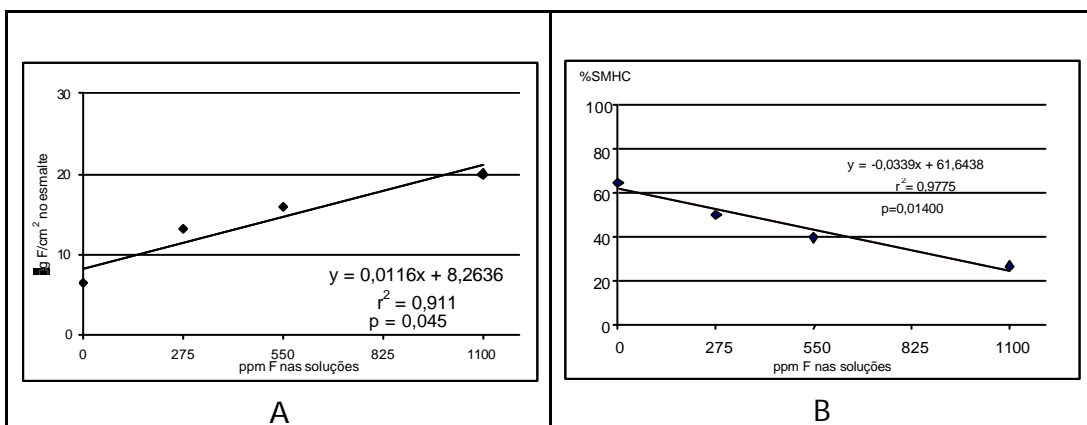 30
20
10
0
g F/cm² no esmalte
y = 0,0116x + 8,2636
r² = 0,911
p = 0,045
0 275 550 825 1100
ppm F nas soluções
A
%SMHC
100
80
60
40
20
0
y = -0,0339x + 61,6438
r² = 0,9775
p=0,01400
0 275 550 825 1100
ppm F nas soluções
B